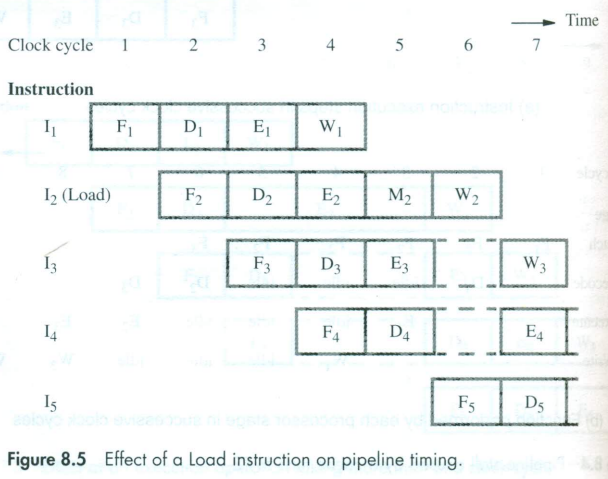 Time
Clock cycle 1 2 3 4 5 6 7
Instruction
I1 F1 D1 E1 W1
I2 (Load) F2 D2 E2 M2 W2
I3 F3 D3 E3 W3
I4 F4 D4 E4
I5 F5 D5
Figure 8.5 Effect of a Load instruction on pipeline timing.